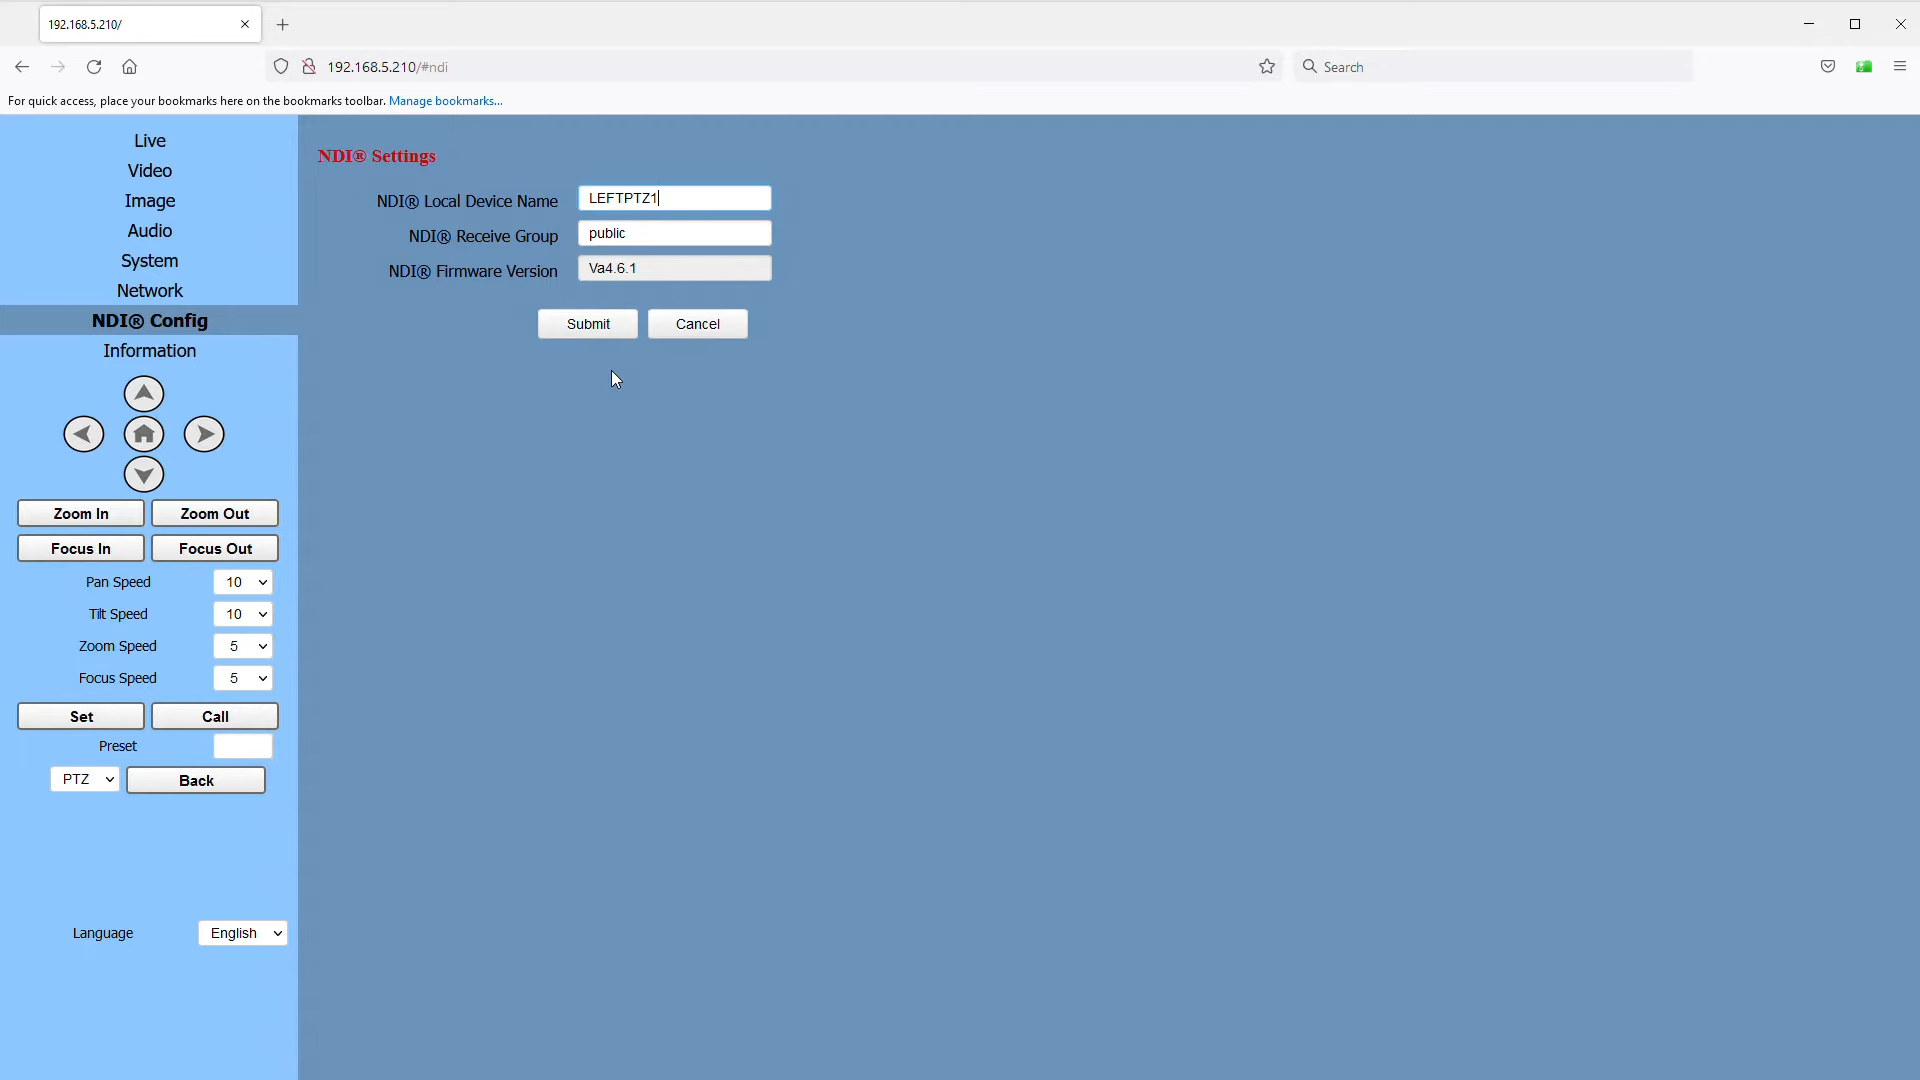 192.168.5.210/
192.168.5.210/#ndi
Search
For quick access, place your bookmarks here on the bookmarks toolbar. Manage bookmarks...
Live
Video
Image
Audio
System
Network
NDI® Config
Information
Zoom In Zoom Out
Focus In Focus Out
Pan Speed 10
Tilt Speed 10
Zoom Speed 5
Focus Speed 5
Set Call
Preset
PTZ Back
Language English
NDI® Settings
NDI® Local Device Name LEFTPTZ1
NDI® Receive Group public
NDI® Firmware Version Va4.6.1
Submit Cancel